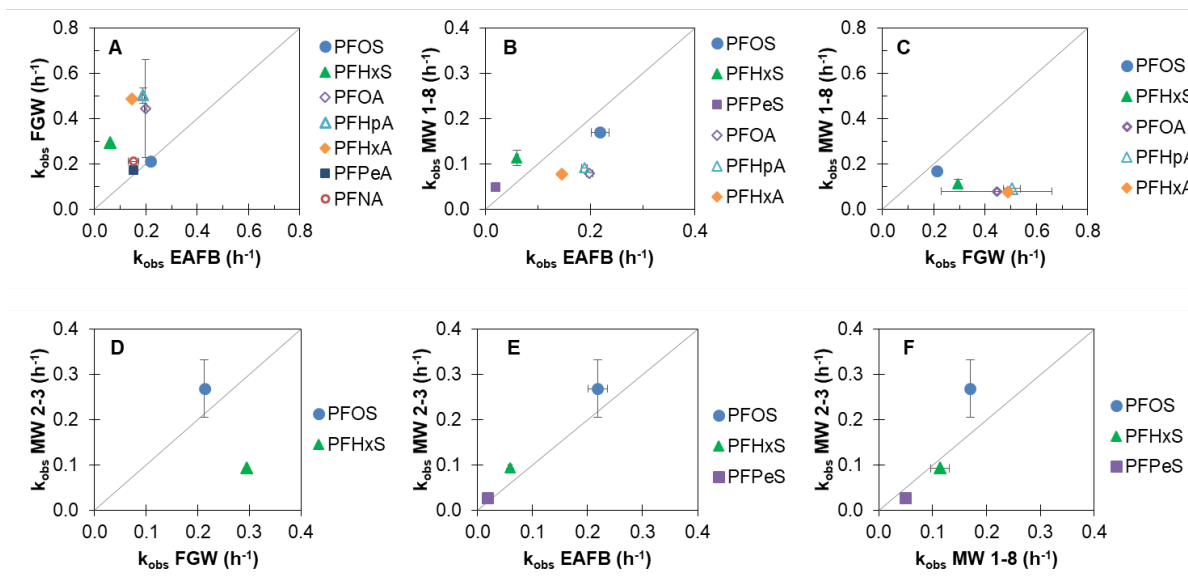 A
0.8
0.6
0.4
0.2
0.0
0.0 0.2 0.4 0.6 0.8
k_obs FGW (h⁻¹)
k_obs EAFB (h⁻¹)
PFOS
PFHxS
PFOA
PFHpA
PFHxA
PFPeA
PFNA
B
0.4
0.3
0.2
0.1
0.0
0.0 0.2 0.4
k_obs MW 1-8 (h⁻¹)
k_obs EAFB (h⁻¹)
PFOS
PFHxS
PFPeS
PFOA
PFHpA
PFHxA
C
0.8
0.6
0.4
0.2
0.0
0.0 0.2 0.4 0.6 0.8
k_obs MW 1-8 (h⁻¹)
k_obs FGW (h⁻¹)
PFOS
PFHxS
PFOA
PFHpA
PFHxA
D
0.4
0.3
0.2
0.1
0.0
0.0 0.1 0.2 0.3 0.4
k_obs MW 2-3 (h⁻¹)
k_obs FGW (h⁻¹)
PFOS
PFHxS
E
0.4
0.3
0.2
0.1
0.0
0.0 0.1 0.2 0.3 0.4
k_obs MW 2-3 (h⁻¹)
k_obs EAFB (h⁻¹)
PFOS
PFHxS
PFPeS
F
0.4
0.3
0.2
0.1
0.0
0.0 0.1 0.2 0.3 0.4
k_obs MW 2-3 (h⁻¹)
k_obs MW 1-8 (h⁻¹)
PFOS
PFHxS
PFPeS